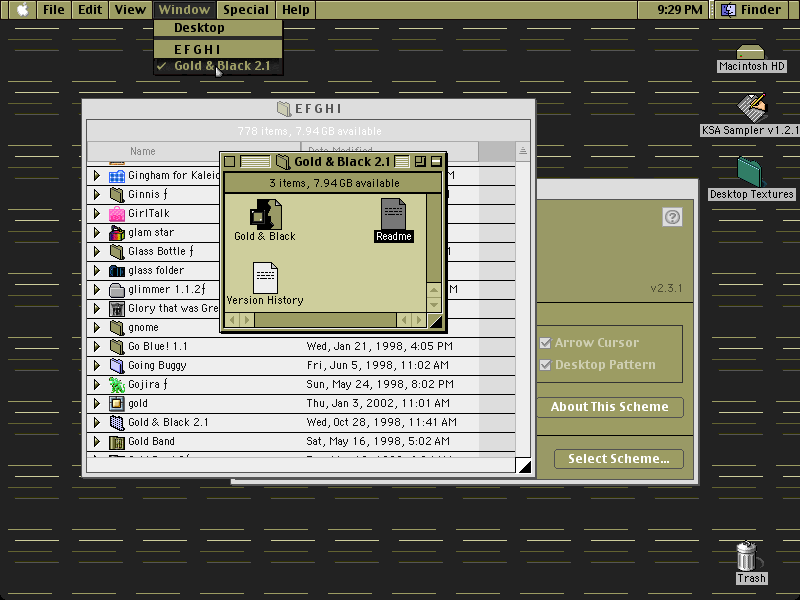 File Edit View Window Special Help 9:29 PM Finder
Desktop
E F G H I
✓ Gold & Black 2.1
Macintosh HD
KSA Sampler v1.2.1
Desktop Textures
Trash
E F G H I
778 items, 7.94 GB available
Name Date Modified
Gingham for Kaleid
Ginnis ƒ
GirlTalk
glam star
Glass Bottle ƒ
glass folder
glimmer 1.1.2ƒ M
Glory that was Gre
gnome
Go Blue! 1.1 Wed, Jan 21, 1998, 4:05 PM
Going Buggy Fri, Jun 5, 1998, 11:02 AM
Gojira ƒ Sun, May 24, 1998, 8:02 PM
gold Thu, Jan 3, 2002, 11:01 AM
Gold & Black 2.1 Wed, Oct 28, 1998, 11:41 AM
Gold Band Sat, May 16, 1998, 5:02 AM
Gold & Black 2.1
3 items, 7.94 GB available
Gold & Black
Readme
Version History
?
v2.3.1
Arrow Cursor
Desktop Pattern
About This Scheme
Select Scheme...